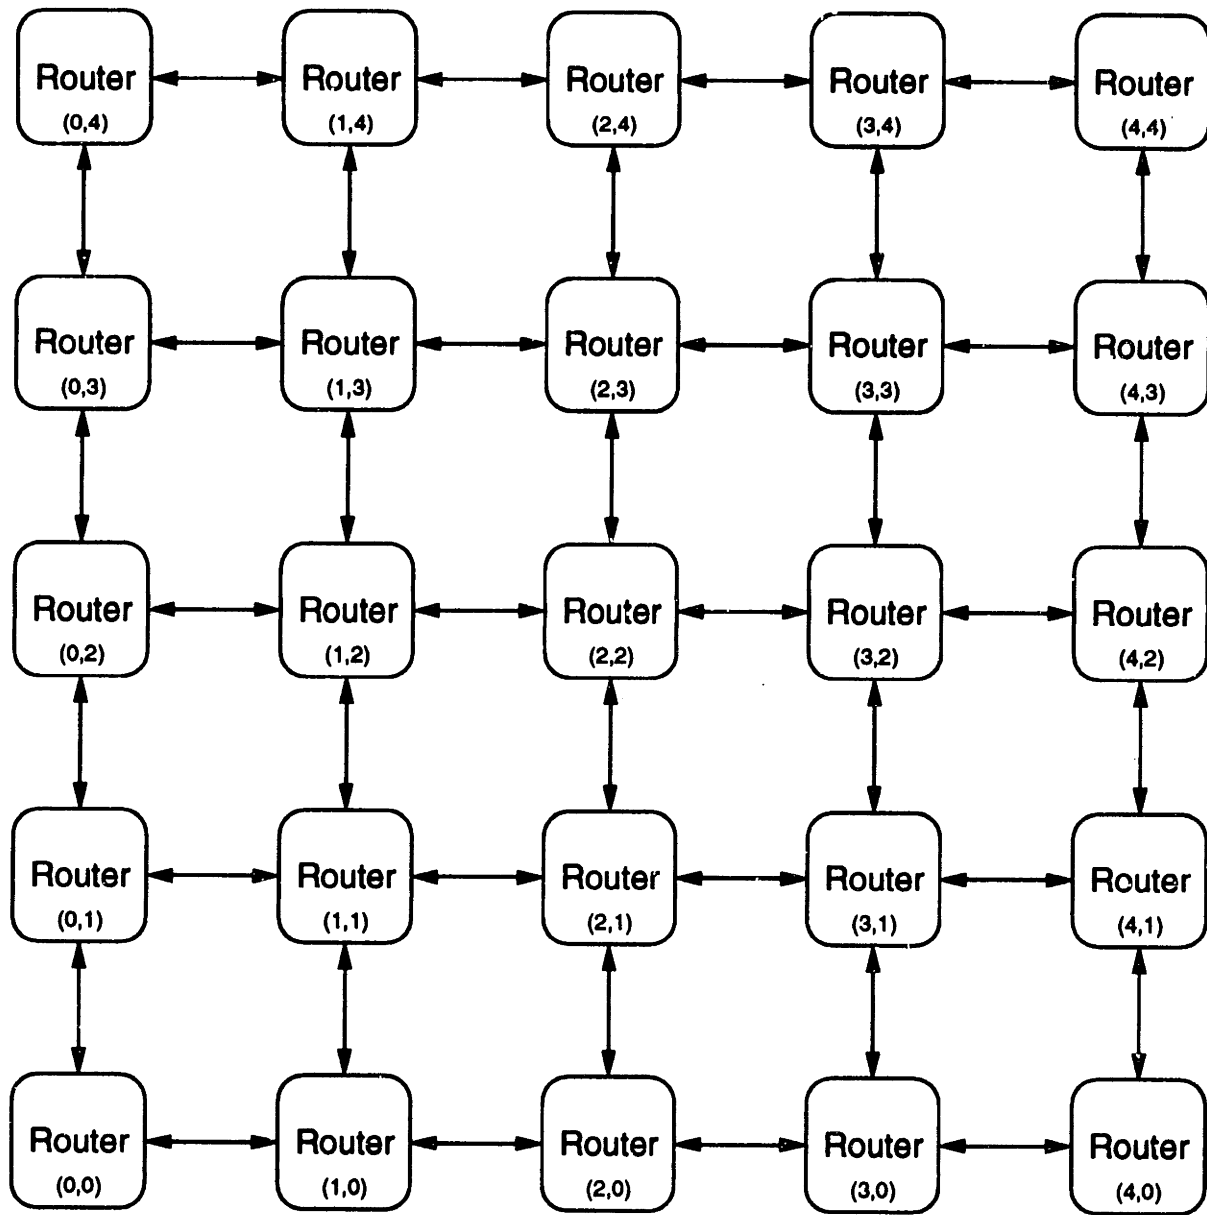 Router Router Router Router Router
(0,4) (1,4) (2,4) (3,4) (4,4)
Router Router Router Router Router
(0,3) (1,3) (2,3) (3,3) (4,3)
Router Router Router Router Router
(0,2) (1,2) (2,2) (3,2) (4,2)
Router Router Router Router Router
(0,1) (1,1) (2,1) (3,1) (4,1)
Router Router Router Router Router
(0,0) (1,0) (2,0) (3,0) (4,0)